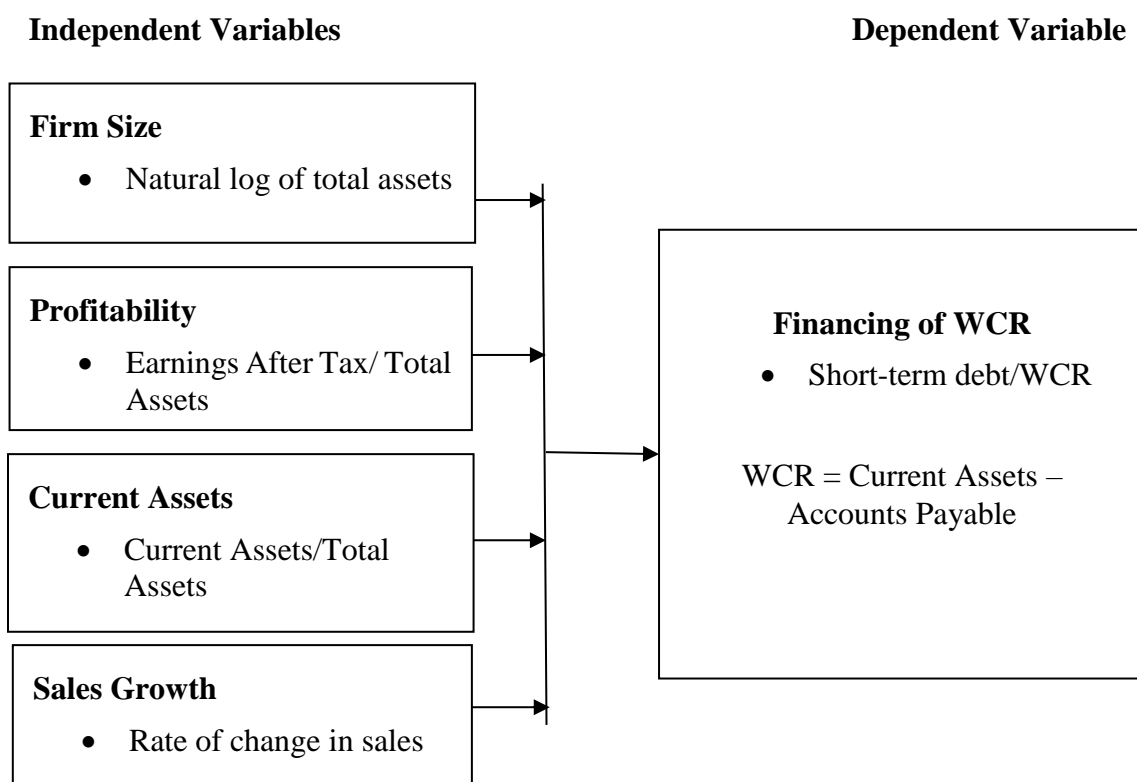 Independent Variables
Dependent Variable
Firm Size
• Natural log of total assets
Profitability
• Earnings After Tax/ Total
Assets
Current Assets
• Current Assets/Total
Assets
Sales Growth
• Rate of change in sales
Financing of WCR
• Short-term debt/WCR
WCR = Current Assets –
Accounts Payable